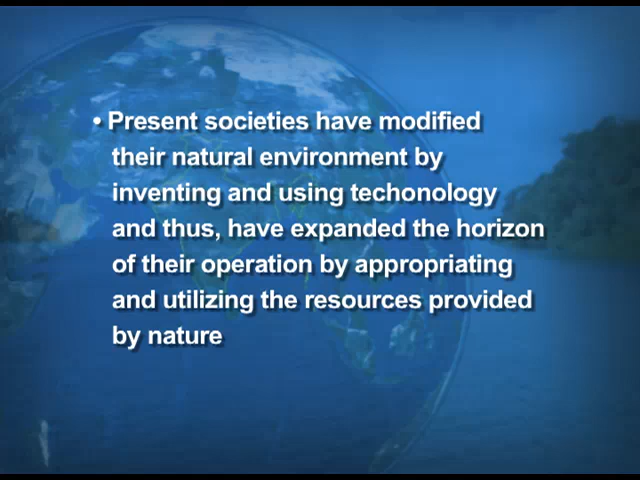 • Present societies have modified
their natural environment by
inventing and using techonology
and thus, have expanded the horizon
of their operation by appropriating
and utilizing the resources provided
by nature